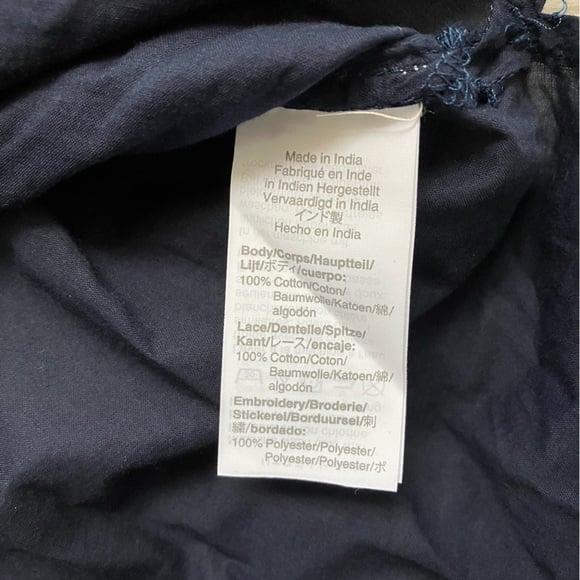 Made in India
Fabriqué en Inde
in Indien Hergestellt
Vervaardigd in India
インド製
Hecho en India
Body/Corps/Hauptteil/
Lijf/ボディ/cuerpo:
100% Cotton/Coton/
Baumwolle/Katoen/綿/
algodón
Lace/Dentelle/Spitze/
Kant/レース/encaje:
100% Cotton/Coton/
Baumwolle/Katoen/綿/
algodón
Embroidery/Broderie/
Stickerei/Borduursel/刺
繍/bordado:
100% Polyester/Polyester/
Polyester/Polyester/ポ